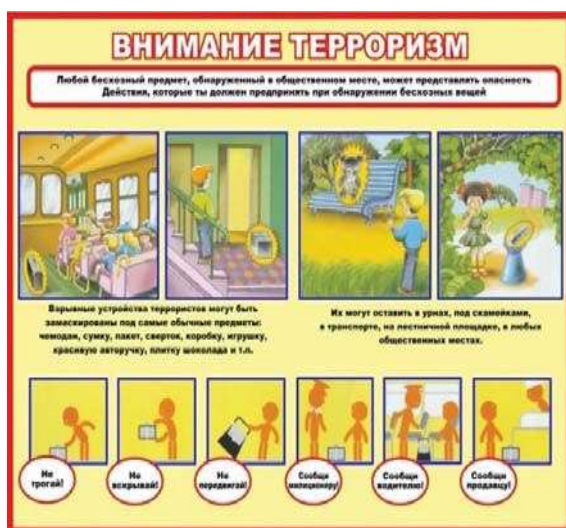 ВНИМАНИЕ ТЕРРОРИЗМ
Любой бесхозный предмет, обнаруженный в общественном месте, может представлять опасность
Действия, которые ты должен предпринять при обнаружении бесхозных вещей
Взрывные устройства террористов могут быть
замаскированы под самые обычные предметы:
чемодан, сумку, пакет, сверток, коробку, игрушку,
красивую авторучку, плитку шоколада и т.п.
Их могут оставить в урнах, под скамейками,
в транспорте, на лестничной площадке, в любых
общественных местах.
Не
трогай!
Не
вскрывай!
Не
передвигай!
Сообщи
милиционеру!
Сообщи
водителю!
Сообщи
продавцу!